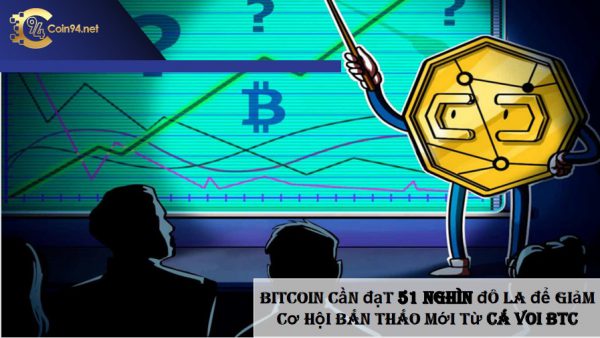 94
Coin94.net
?
?
?
₿
BITCOIN CẦN ĐẠT 51 NGHÌN ĐÔ LA ĐỂ GIẢM
CƠ HỘI BÁN THÁO MỚI TỪ CÁ VOI BTC